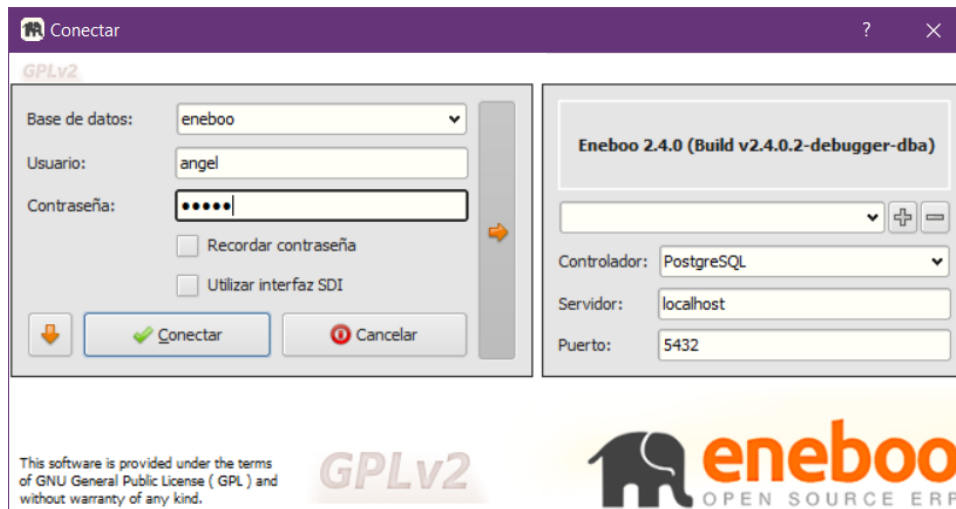 Conectar
?
GPLv2
Base de datos: eneboo
Usuario: angel
Contraseña: •••••
Recordar contraseña
Utilizar interfaz SDI
Conectar
Cancelar
Eneboo 2.4.0 (Build v2.4.0.2-debugger-dba)
Controlador: PostgreSQL
Servidor: localhost
Puerto: 5432
This software is provided under the terms
of GNU General Public License ( GPL ) and
without warranty of any kind.
GPLv2
eneboo
OPEN SOURCE ERP